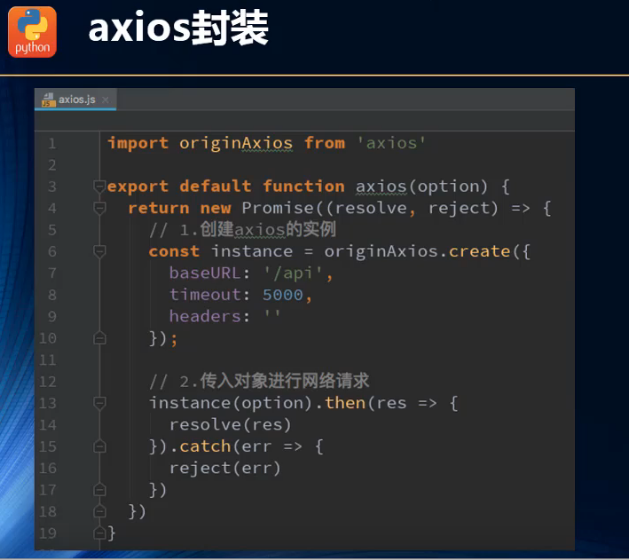 python
axios封装
axios.js
1 import originAxios from 'axios'
2
3 export default function axios(option) {
4 return new Promise((resolve, reject) => {
5 // 1.创建axios的实例
6 const instance = originAxios.create({
7 baseURL: '/api',
8 timeout: 5000,
9 headers: ''
10 });
11
12 // 2.传入对象进行网络请求
13 instance(option).then(res => {
14 resolve(res)
15 }).catch(err => {
16 reject(err)
17 })
18 })
19 }